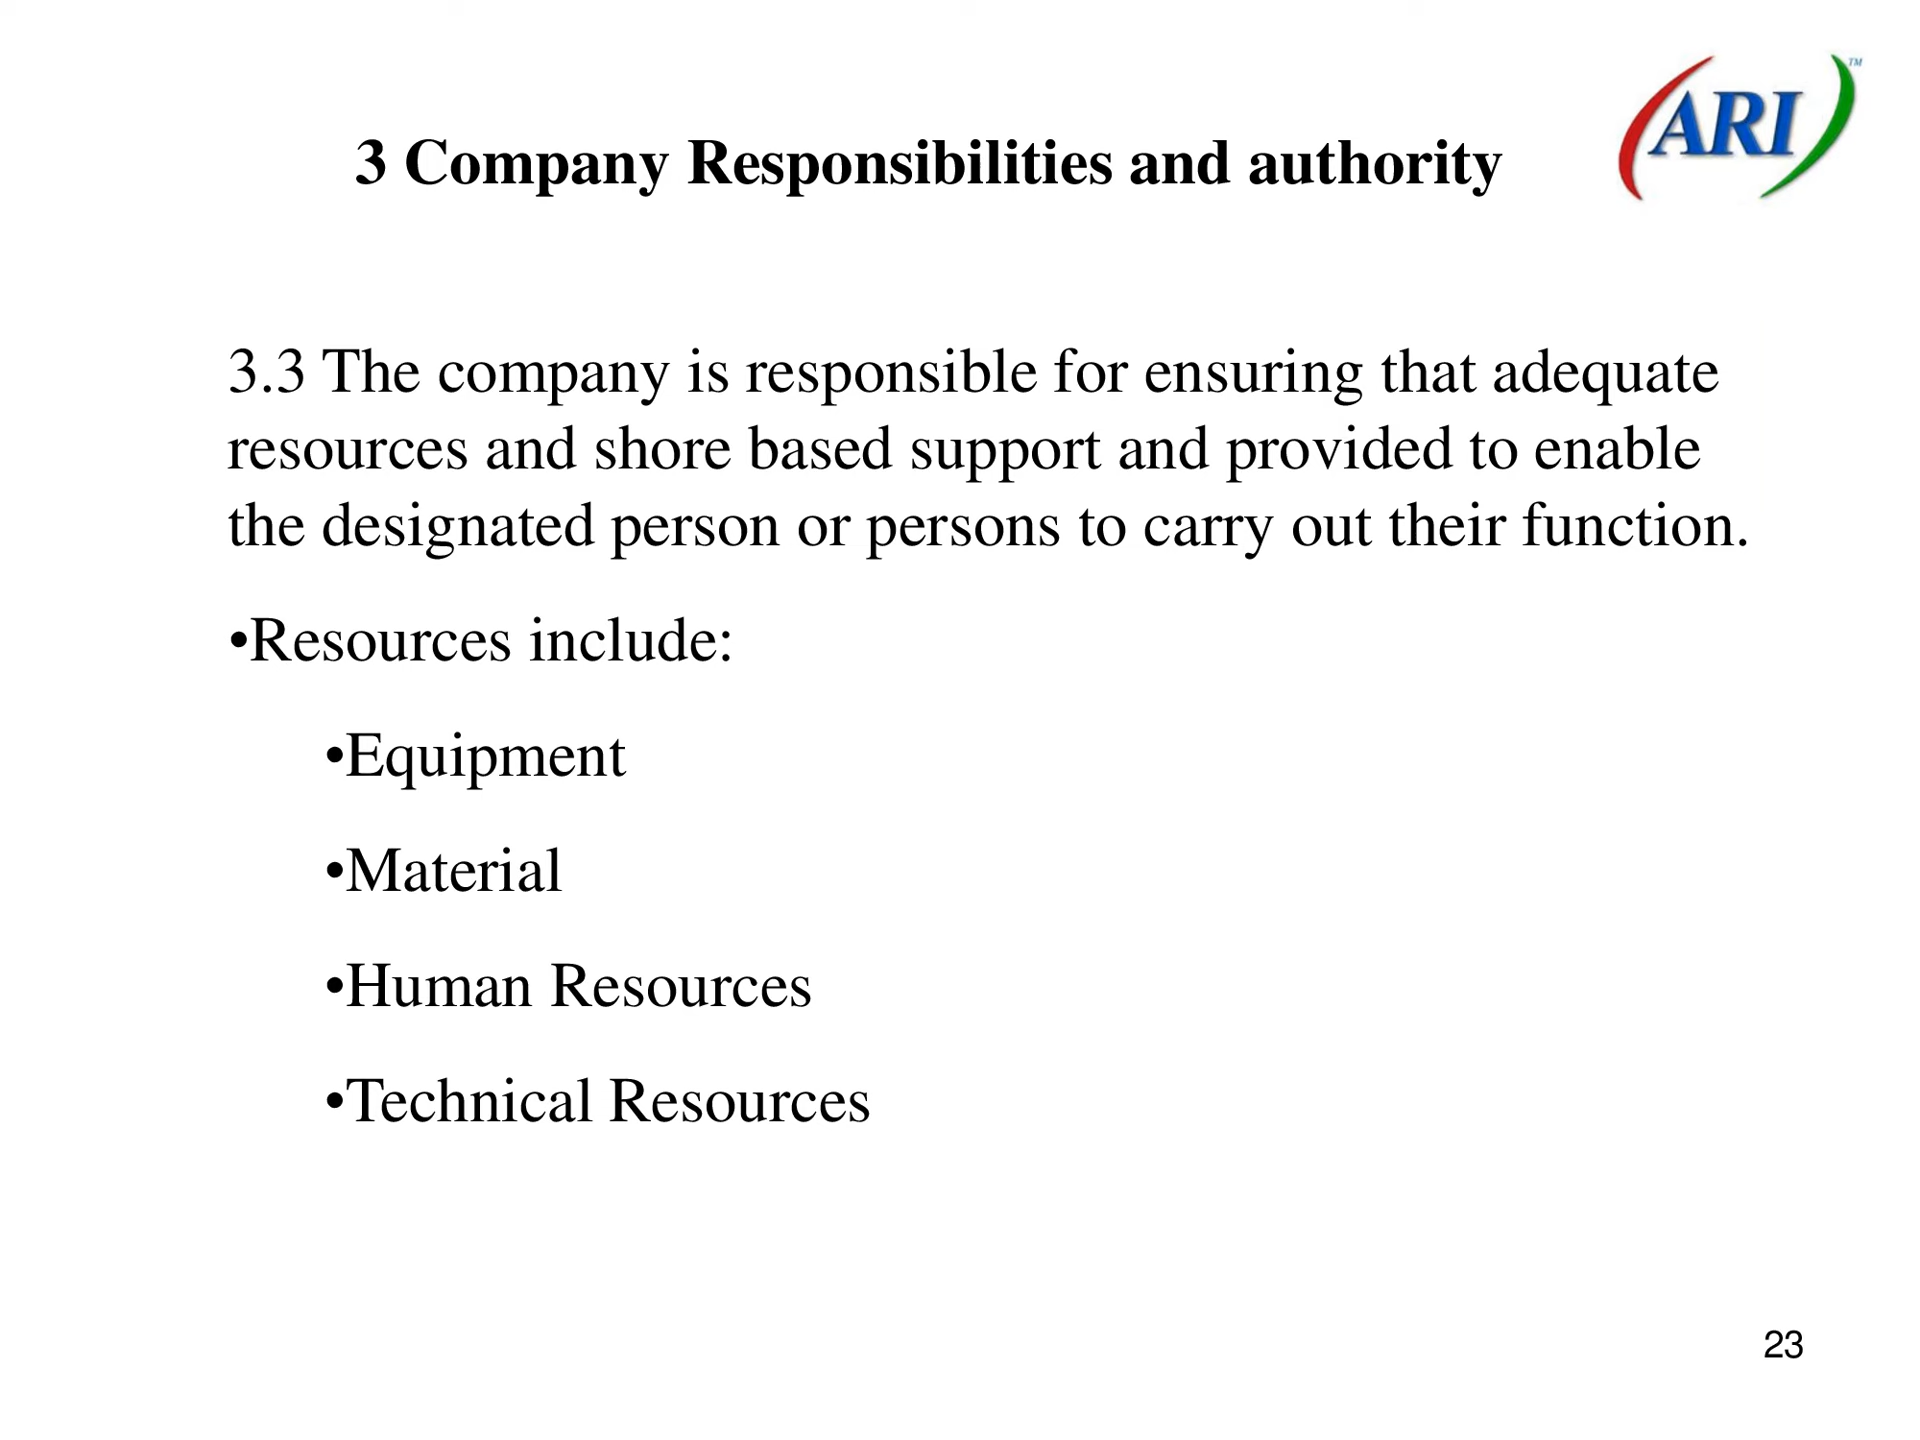 ARI
TM
3 Company Responsibilities and authority
3.3 The company is responsible for ensuring that adequate
resources and shore based support and provided to enable
the designated person or persons to carry out their function.
•Resources include:
•Equipment
•Material
•Human Resources
•Technical Resources
23